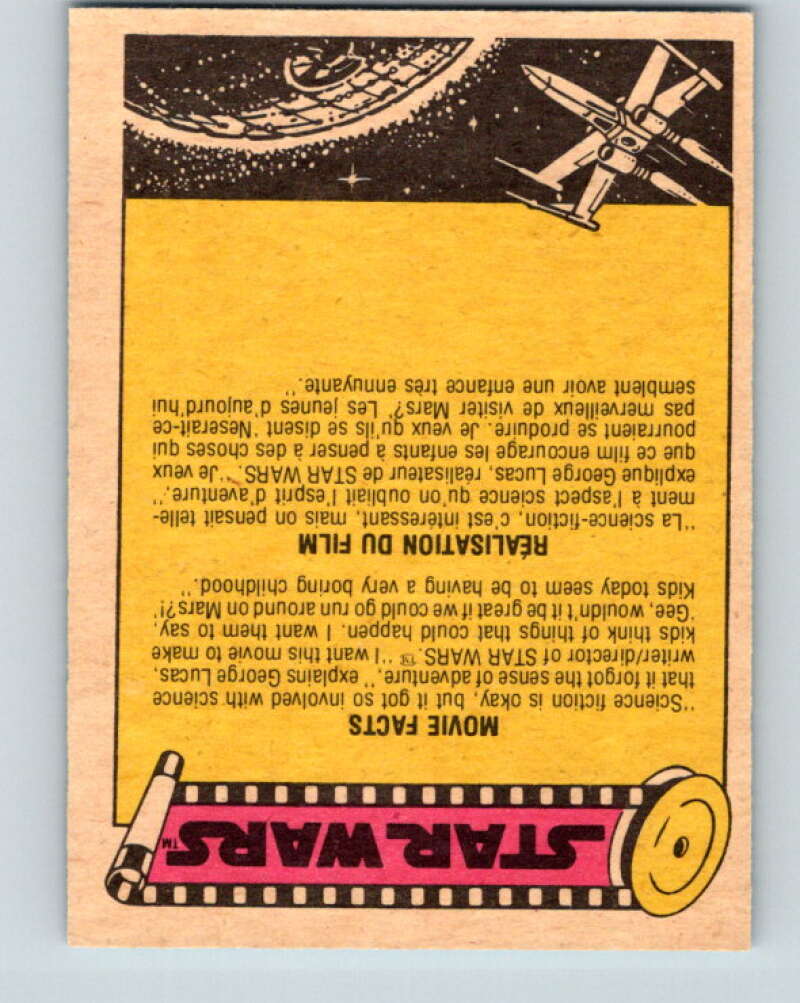 STAR WARS™
MOVIE FACTS
"Science fiction is okay, but it got so involved with science
that it forgot the sense of adventure," explains George Lucas,
writer/director of STAR WARS.™ "I want this movie to make
kids think of things that could happen. I want them to say,
'Gee, wouldn't it be great if we could go run around on Mars?!'
Kids today seem to be having a very boring childhood."
RÉALISATION DU FILM
"La science-fiction, c'est intéressant, mais on pensait telle-
ment à l'aspect science qu'on oubliait l'esprit d'aventure,"
explique George Lucas, réalisateur de STAR WARS. "Je veux
que ce film encourage les enfants à penser à des choses qui
pourraient se produire. Je veux qu'ils se disent 'Neserait-ce
pas merveilleux de visiter Mars?' Les jeunes d'aujourd'hui
semblent avoir une enfance très ennuyante."